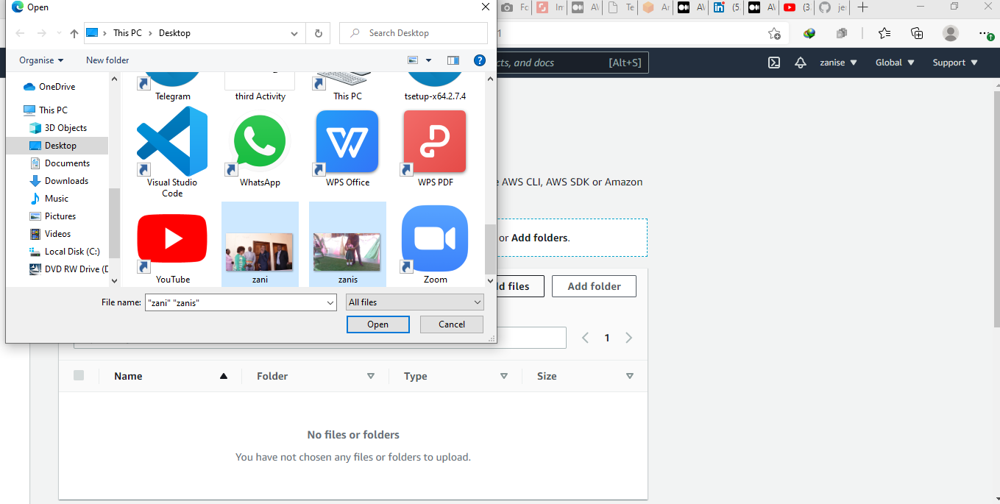 Open
Fc
In
AV
Te
Ar
AV
(5
AV
(3
je
This PC > Desktop
Search Desktop
1
Organise
New folder
cts, and docs
[Alt+S]
zanise
Global
Support
OneDrive
This PC
3D Objects
Desktop
Documents
Downloads
Music
Pictures
Videos
Local Disk (C:)
DVD RW Drive (D
Telegram
third Activity
This PC
tsetup-x64.2.7.4
Visual Studio
Code
WhatsApp
WPS Office
WPS PDF
YouTube
zani
zanis
Zoom
e AWS CLI, AWS SDK or Amazon
or Add folders.
File name:
"zani" "zanis"
All files
Open
Cancel
d files
Add folder
1
Name
Folder
Type
Size
No files or folders
You have not chosen any files or folders to upload.